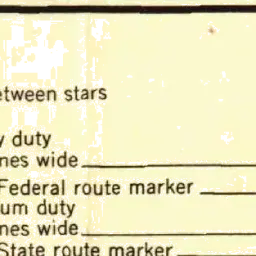 etween stars
y duty
nes wide
Federal route marker
um duty
nes wide
State route marker